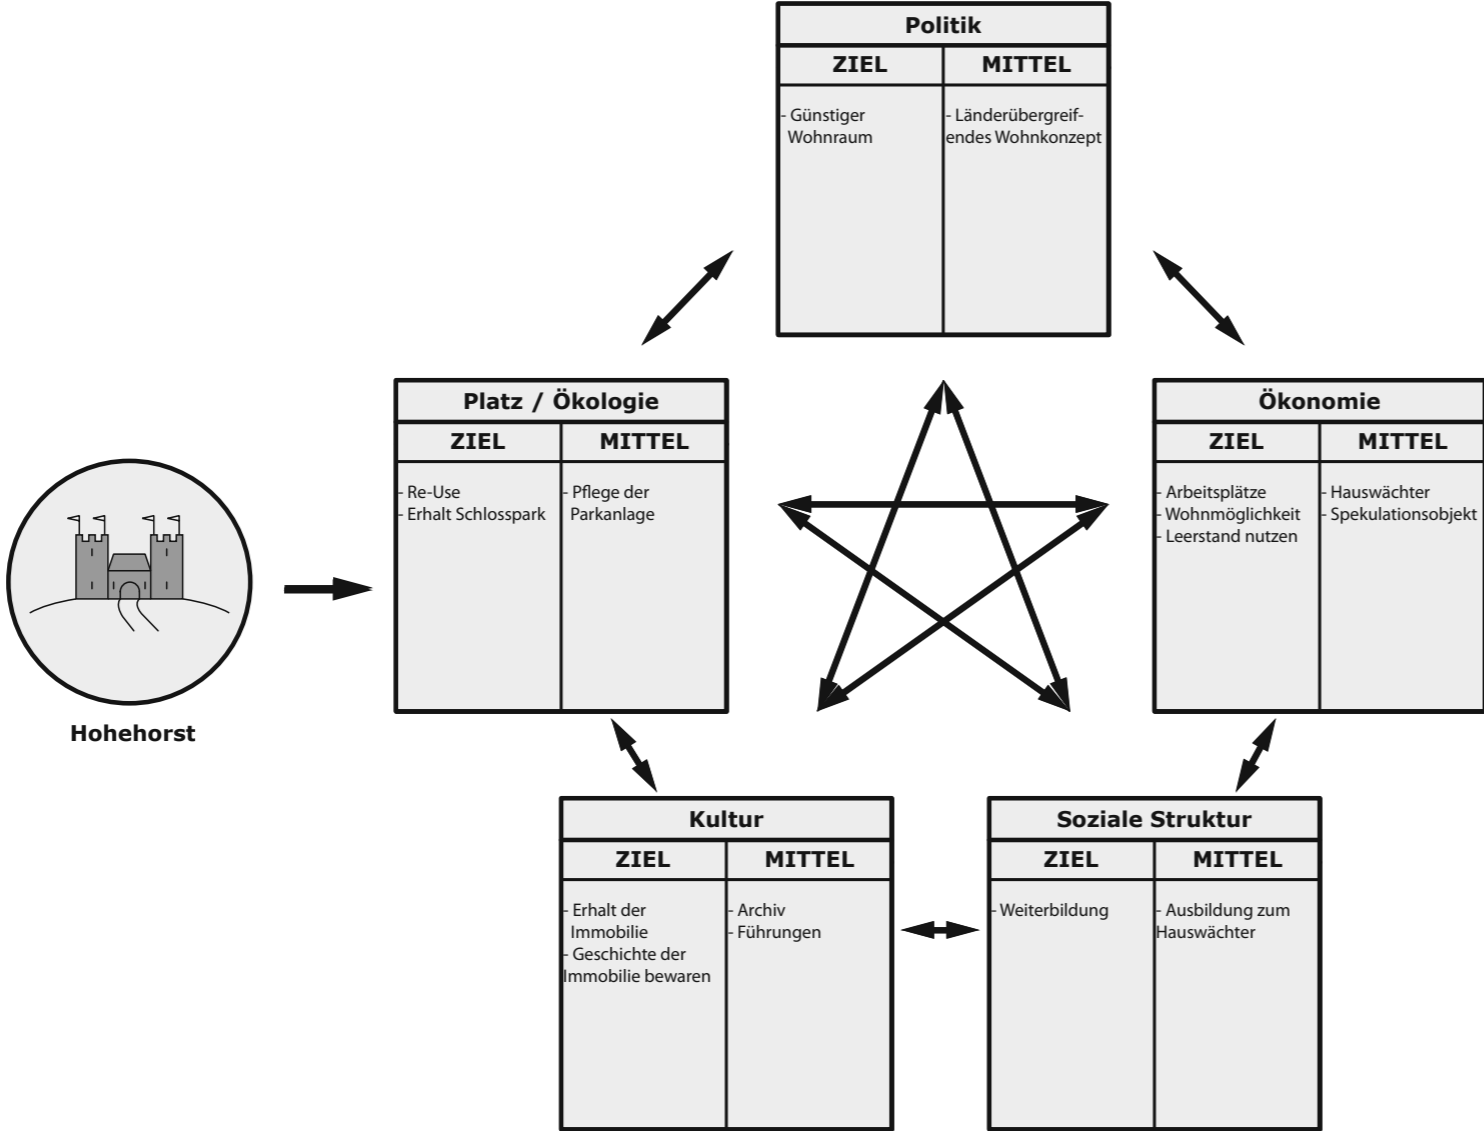 Politik
ZIEL
MITTEL
- Günstiger
Wohnraum
- Länderübergreif-
endes Wohnkonzept
Platz / Ökologie
ZIEL
MITTEL
- Re-Use
- Erhalt Schlosspark
- Pflege der
Parkanlage
Ökonomie
ZIEL
MITTEL
- Arbeitsplätze
- Wohnmöglichkeit
- Leerstand nutzen
- Hauswächter
- Spekulationsobjekt
Hohehorst
Kultur
ZIEL
MITTEL
- Erhalt der
Immobilie
- Geschichte der
Immobilie bewaren
- Archiv
- Führungen
Soziale Struktur
ZIEL
MITTEL
- Weiterbildung
- Ausbildung zum
Hauswächter